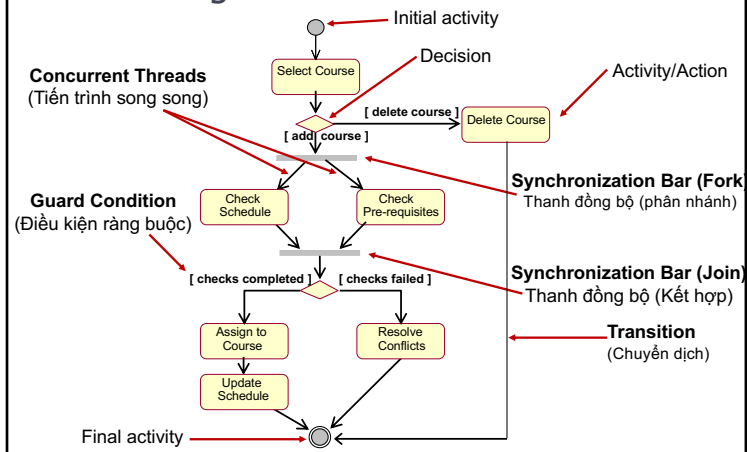 Initial activity
Decision
Concurrent Threads
(Tiến trình song song)
Select Course
Activity/Action
[ delete course ]
Delete Course
[ add course ]
Synchronization Bar (Fork
Thanh đồng bộ (phân nhánh)
Check
Schedule
Check
Pre-requisites
Guard Condition
(Điều kiện ràng buộc)
Synchronization Bar (Join)
Thanh đồng bộ (Kết hợp)
[ checks completed ]
[ checks failed ]
Assign to
Course
Resolve
Conflicts
Transition
(Chuyển dịch)
Update
Schedule
Final activity